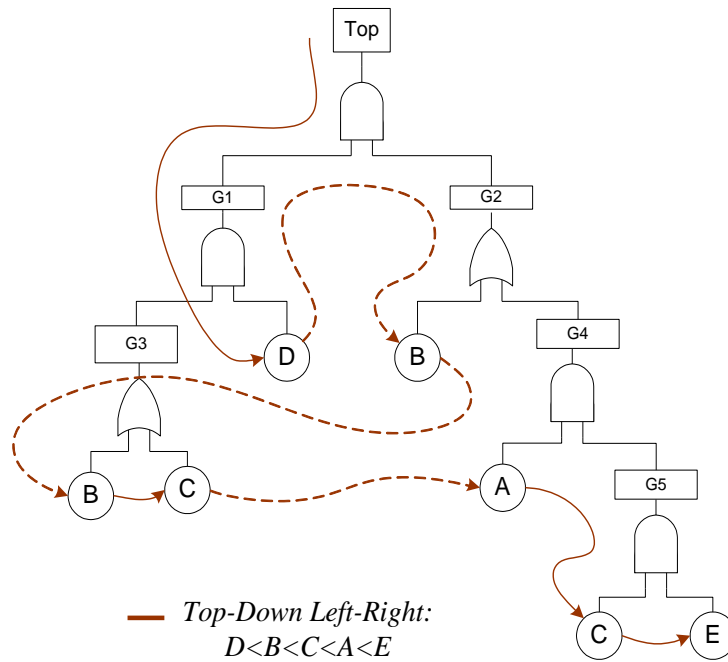 Top
G1
G2
G3
D
B
G4
B
C
A
G5
C
E
Top-Down Left-Right:
D<B<C<A<E